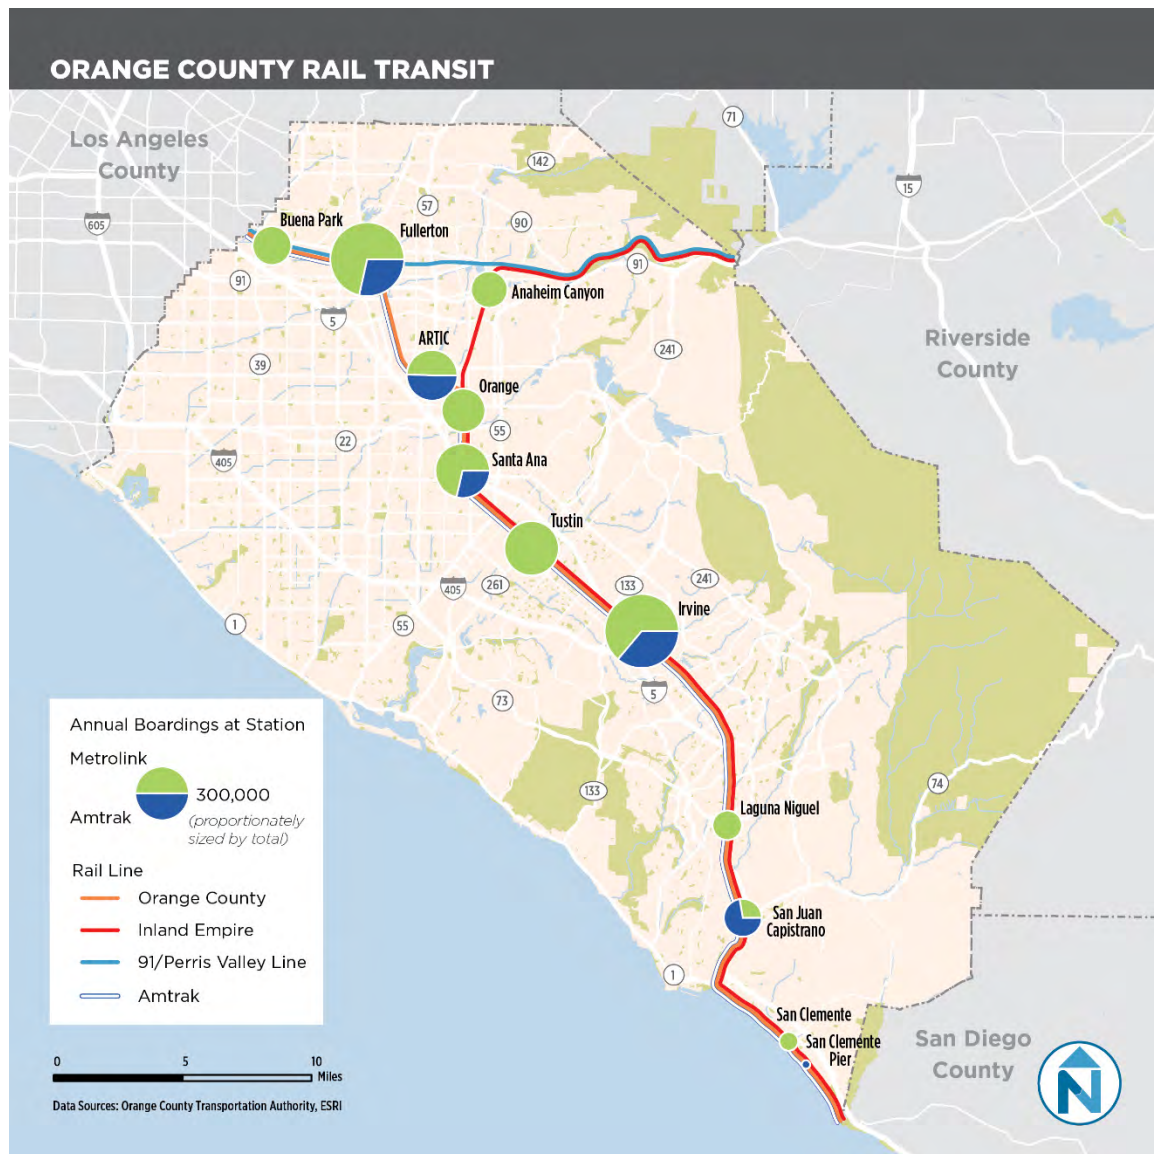 ORANGE COUNTY RAIL TRANSIT
Los Angeles
County
71
142
15
605
57
90
Buena Park
Fullerton
91
91
Anaheim Canyon
5
ARTIC
241
Riverside
County
39
Orange
22
55
405
Santa Ana
Tustin
405
261
133
241
Irvine
1
55
5
73
Annual Boardings at Station
Metrolink
300,000
Amtrak
(proportionately
sized by total)
133
74
Laguna Niguel
Rail Line
Orange County
Inland Empire
91/Perris Valley Line
Amtrak
San Juan
Capistrano
1
San Clemente
San Clemente
Pier
San Diego
County
N
0
5
10
Miles
Data Sources: Orange County Transportation Authority, ESRI